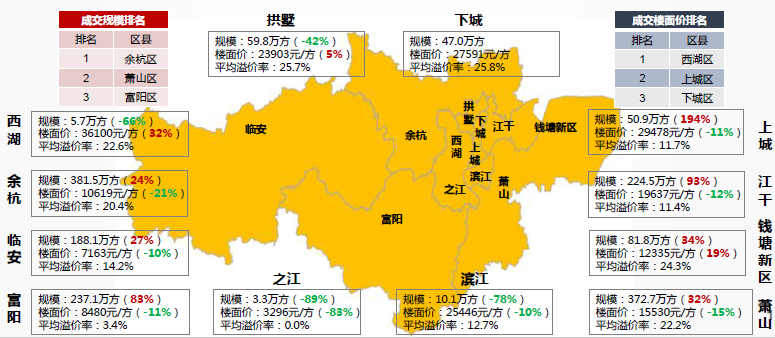 成交规模排名
排名 区县
1 余杭区
2 萧山区
3 富阳区
拱墅
规模：59.8万方（-42%）
楼面价：23903元/方（5%）
平均溢价率：25.7%
下城
规模：47.0万方
楼面价：27591元/方
平均溢价率：25.8%
成交楼面价排名
排名 区县
1 西湖区
2 上城区
3 下城区
西湖
规模：5.7万方（-66%）
楼面价：36100元/方（32%）
平均溢价率：22.6%
余杭
规模：381.5万方（24%）
楼面价：10619元/方（-21%）
平均溢价率：20.4%
临安
规模：188.1万方（27%）
楼面价：7163元/方（-10%）
平均溢价率：14.2%
富阳
规模：237.1万方（83%）
楼面价：8480元/方（-11%）
平均溢价率：3.4%
临安
余杭
拱墅
下城
江干
钱塘新区
西湖
上城
滨江
之江
萧山
富阳
之江
规模：3.3万方（-89%）
楼面价：3296元/方（-83%）
平均溢价率：0.0%
滨江
规模：10.1万方（-78%）
楼面价：25446元/方（-10%）
平均溢价率：12.7%
上城
规模：50.9万方（194%）
楼面价：29478元/方（-11%）
平均溢价率：11.7%
江干
规模：224.5万方（93%）
楼面价：19637元/方（-12%）
平均溢价率：11.4%
钱塘新区
规模：81.8万方（34%）
楼面价：12335元/方（19%）
平均溢价率：24.3%
萧山
规模：372.7万方（32%）
楼面价：15530元/方（-15%）
平均溢价率：22.2%